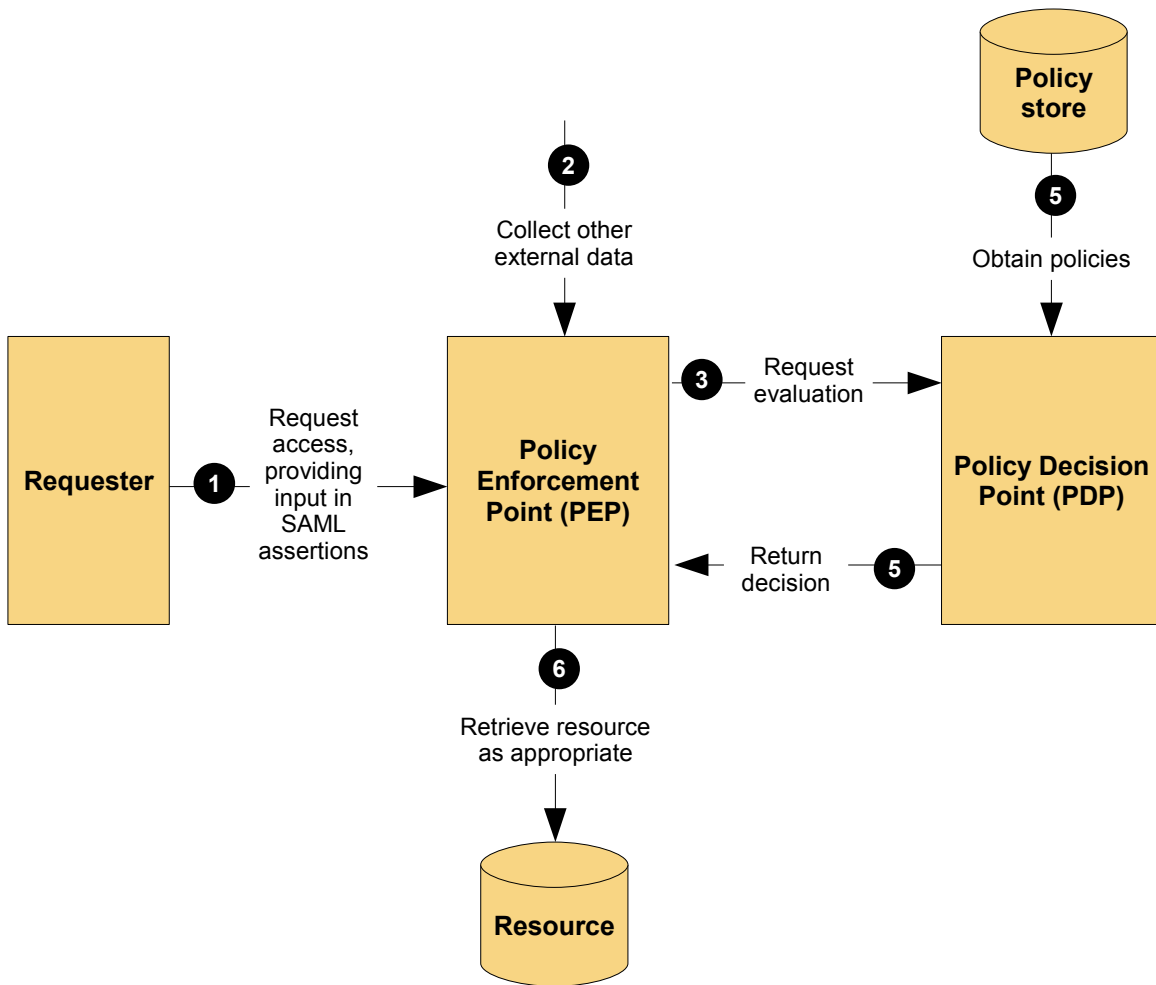 Policy
store
2
5
Collect other
external data
Obtain policies
Requester
1
Request
access,
providing
input in
SAML
assertions
Policy
Enforcement
Point (PEP)
3
Request
evaluation
Policy Decision
Point (PDP)
Return
decision
5
6
Retrieve resource
as appropriate
Resource